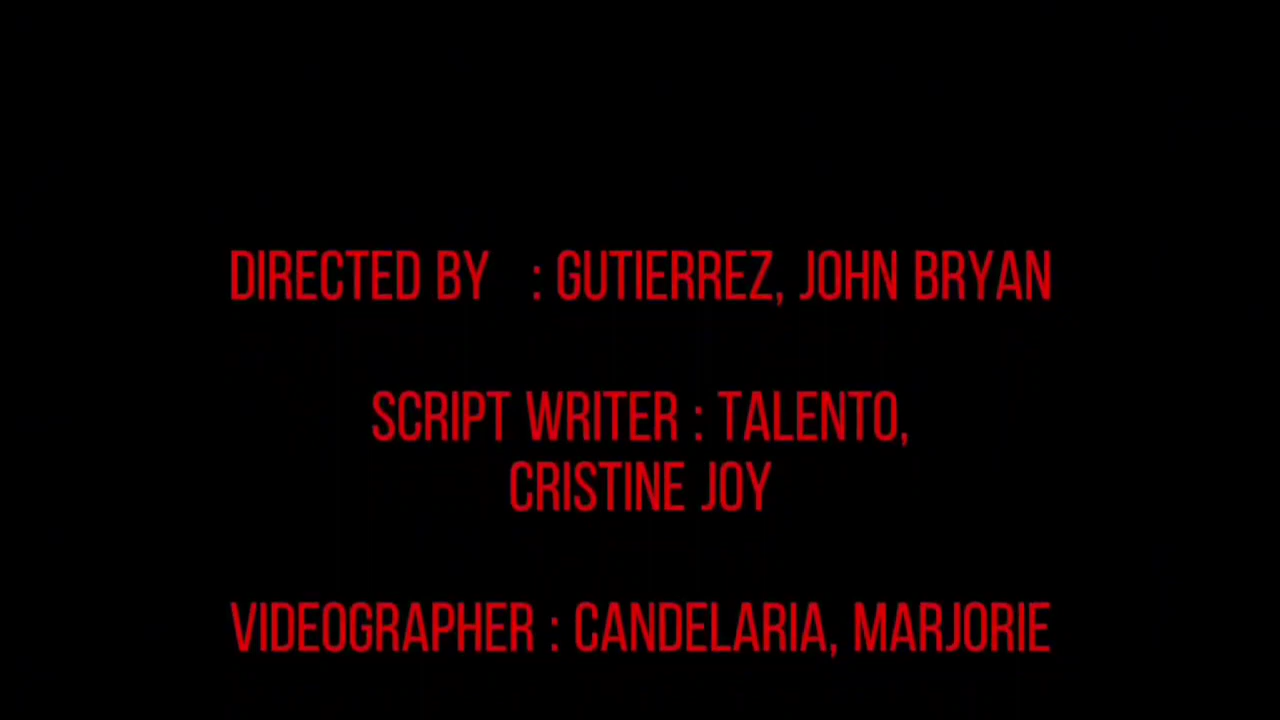 DIRECTED BY : GUTIERREZ, JOHN BRYAN
SCRIPT WRITER : TALENTO,
CRISTINE JOY
VIDEOGRAPHER : CANDELARIA, MARJORIE